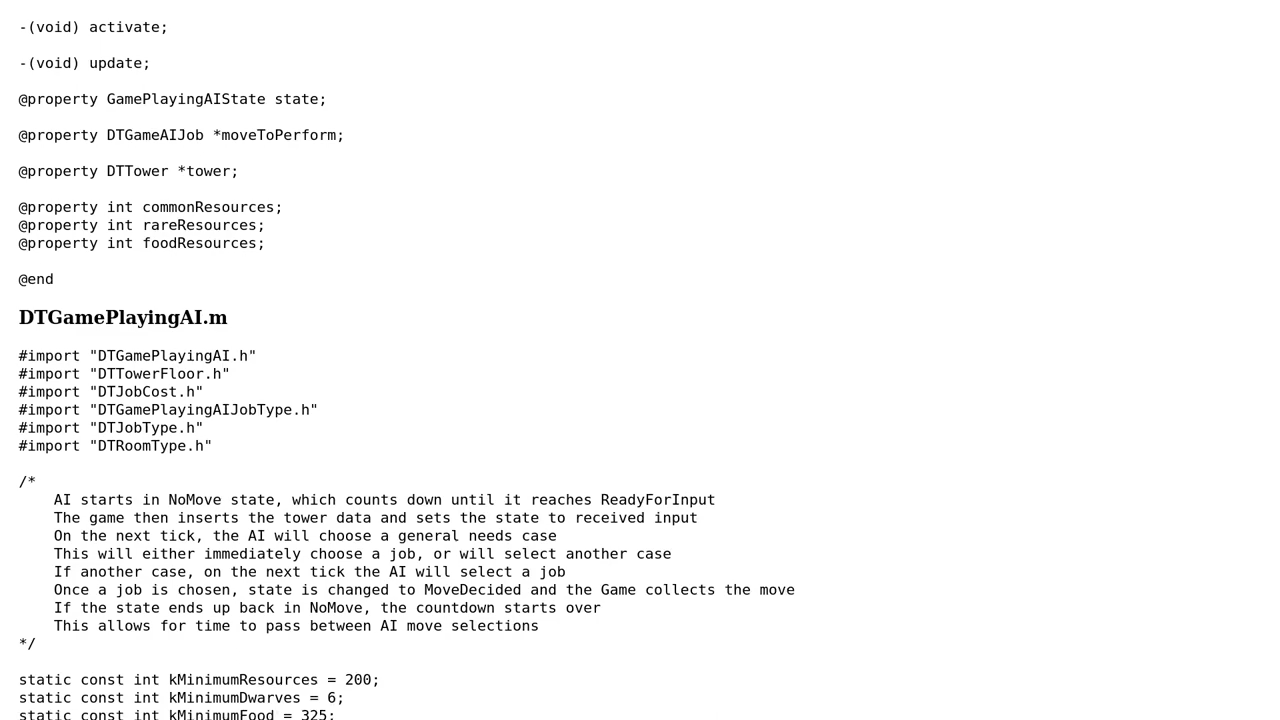 -(void) activate;
-(void) update;
@property GamePlayingAIState state;
@property DTGameAIJob *moveToPerform;
@property DTTower *tower;
@property int commonResources;
@property int rareResources;
@property int foodResources;
@end
DTGamePlayingAI.m
#import "DTGamePlayingAI.h"
#import "DTTowerFloor.h"
#import "DTJobCost.h"
#import "DTGamePlayingAIJobType.h"
#import "DTJobType.h"
#import "DTRoomType.h"
/*
    AI starts in NoMove state, which counts down until it reaches ReadyForInput
    The game then inserts the tower data and sets the state to received input
    On the next tick, the AI will choose a general needs case
    This will either immediately choose a job, or will select another case
    If another case, on the next tick the AI will select a job
    Once a job is chosen, state is changed to MoveDecided and the Game collects the move
    If the state ends up back in NoMove, the countdown starts over
    This allows for time to pass between AI move selections
*/
static const int kMinimumResources = 200;
static const int kMinimumDwarves = 6;
static const int kMinimumFood = 325;